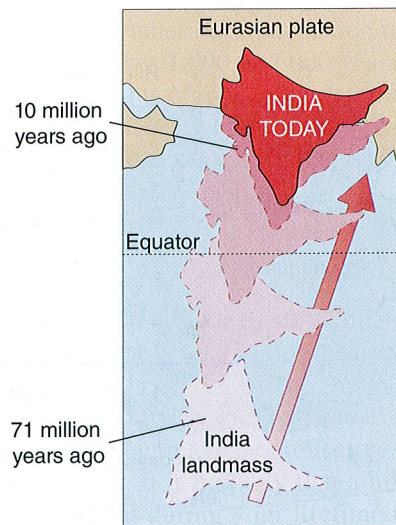 Eurasian plate
INDIA
TODAY
10 million
years ago
Equator
71 million
years ago
India
landmass